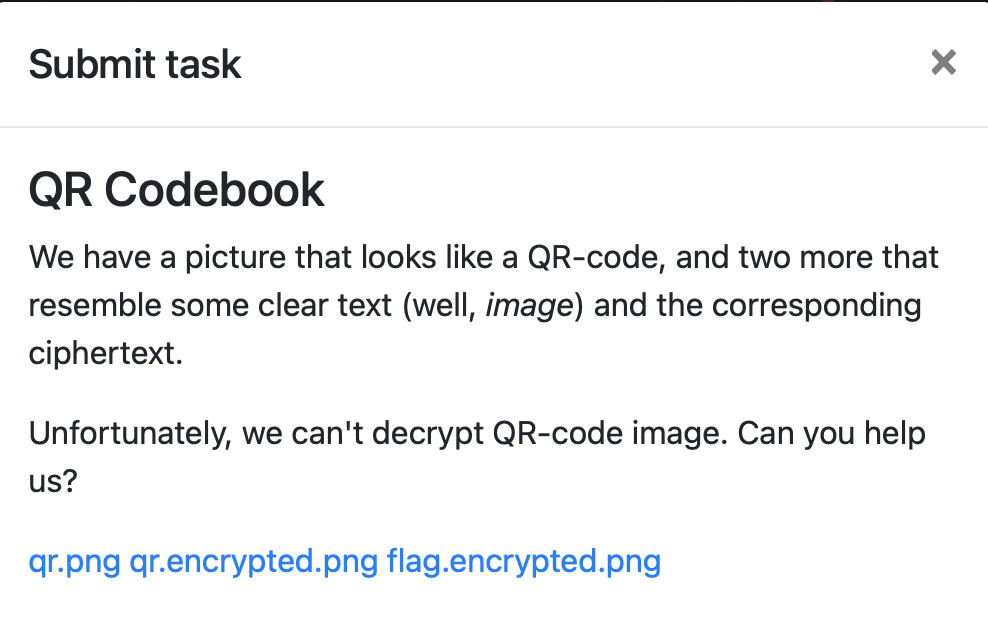 Submit task
×
QR Codebook
We have a picture that looks like a QR-code, and two more that
resemble some clear text (well, image) and the corresponding
ciphertext.
Unfortunately, we can't decrypt QR-code image. Can you help
us?
qr.png qr.encrypted.png flag.encrypted.png